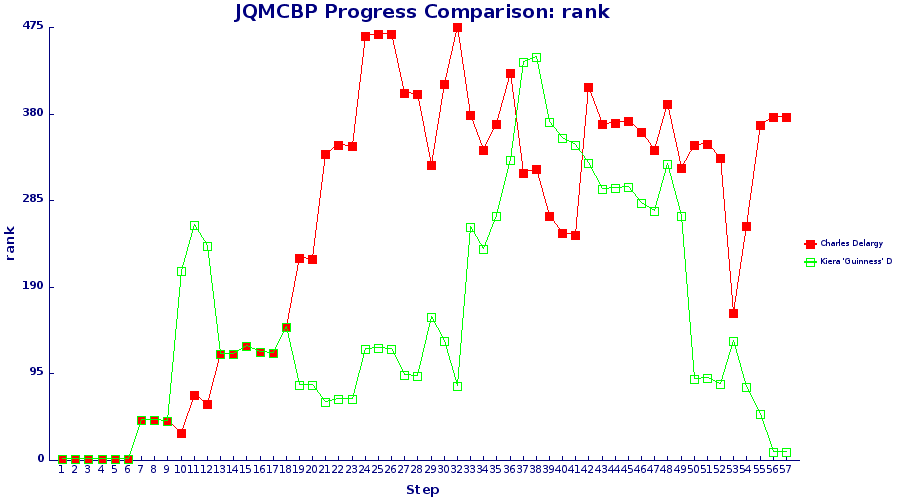 JQMCBP Progress Comparison: rank
475
380
285
190
95
0
rank
1 2 3 4 5 6 7 8 9 10 11 12 13 14 15 16 17 18 19 20 21 22 23 24 25 26 27 28 29 30 31 32 33 34 35 36 37 38 39 40 41 42 43 44 45 46 47 48 49 50 51 52 53 54 55 56 57
Step
Charles Delargy
Kiera 'Guinness' D